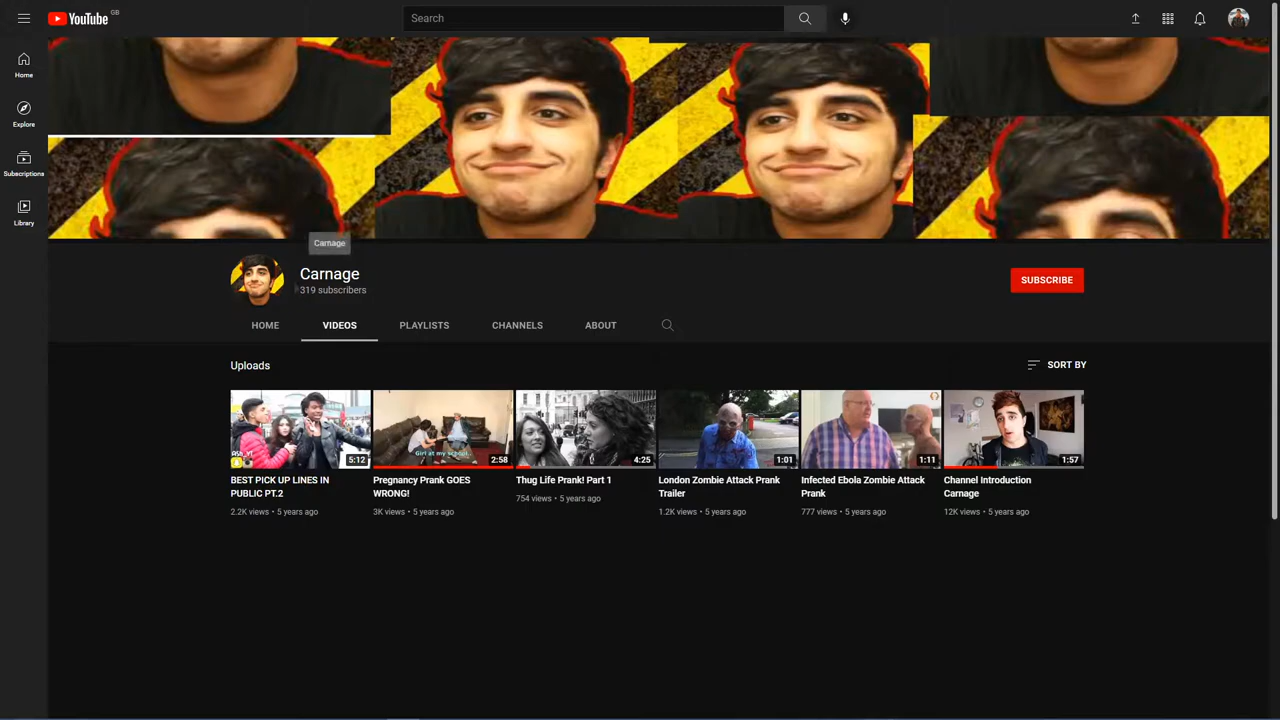 YouTube GB
Search
Home
Explore
Subscriptions
Library
Carnage
Carnage
319 subscribers
SUBSCRIBE
HOME VIDEOS PLAYLISTS CHANNELS ABOUT
Uploads
SORT BY
5:12
Girl at my school..
2:58
4:25
1:01
1:11
1:57
BEST PICK UP LINES IN
PUBLIC PT.2
2.2K views • 5 years ago
Pregnancy Prank GOES
WRONG!
3K views • 5 years ago
Thug Life Prank! Part 1
754 views • 5 years ago
London Zombie Attack Prank
Trailer
1.2K views • 5 years ago
Infected Ebola Zombie Attack
Prank
777 views • 5 years ago
Channel Introduction
Carnage
12K views • 5 years ago